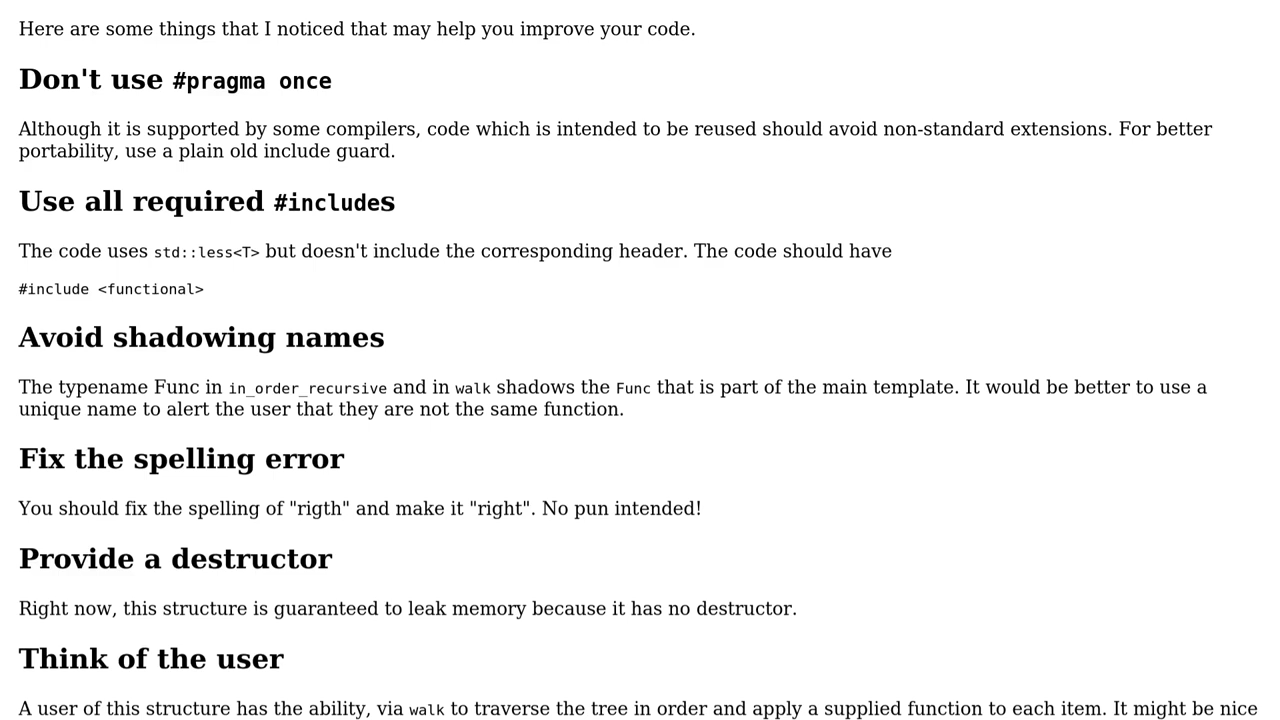 Here are some things that I noticed that may help you improve your code.
Don't use #pragma once
Although it is supported by some compilers, code which is intended to be reused should avoid non-standard extensions. For better
portability, use a plain old include guard.
Use all required #includes
The code uses std::less<T> but doesn't include the corresponding header. The code should have
#include <functional>
Avoid shadowing names
The typename Func in in_order_recursive and in walk shadows the Func that is part of the main template. It would be better to use a
unique name to alert the user that they are not the same function.
Fix the spelling error
You should fix the spelling of "rigth" and make it "right". No pun intended!
Provide a destructor
Right now, this structure is guaranteed to leak memory because it has no destructor.
Think of the user
A user of this structure has the ability, via walk to traverse the tree in order and apply a supplied function to each item. It might be nice